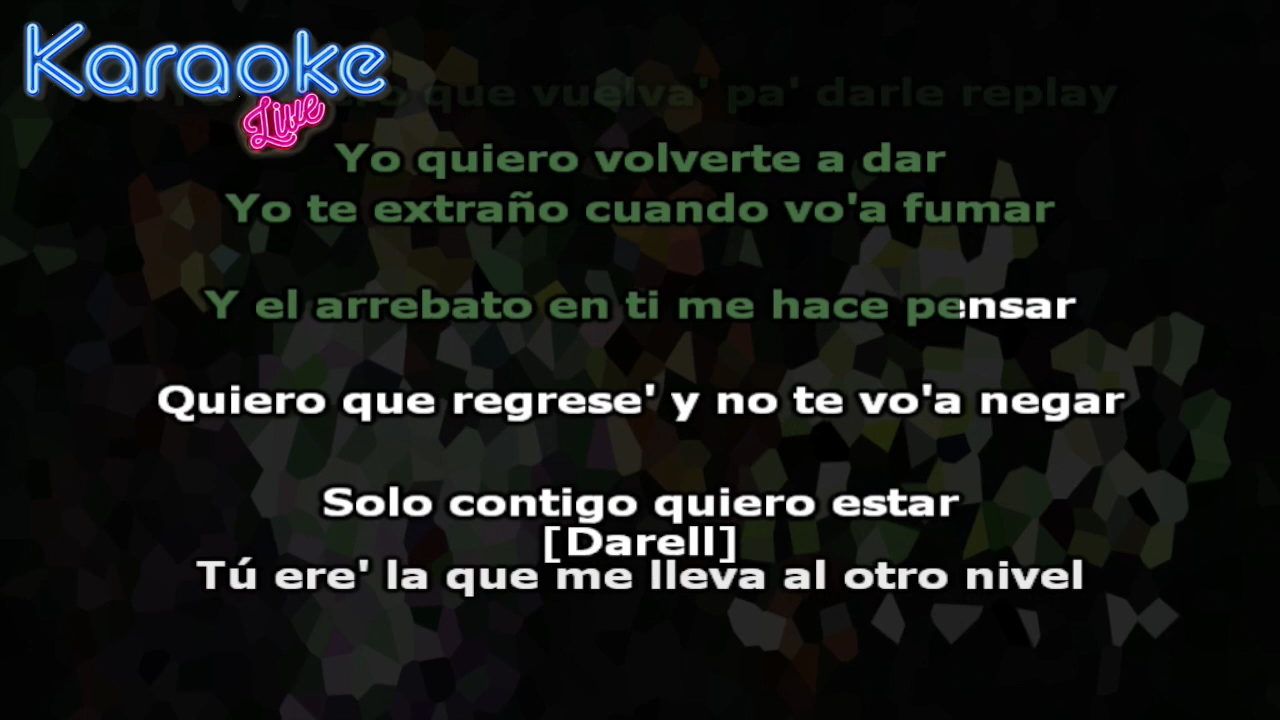 Karaoke
Live
que vuelva' pa' darle replay
Yo quiero volverte a dar
Yo te extraño cuando vo'a fumar
Y el arrebato en ti me hace pensar
Quiero que regrese' y no te vo'a negar
Solo contigo quiero estar
[Darell]
Tú ere' la que me lleva al otro nivel